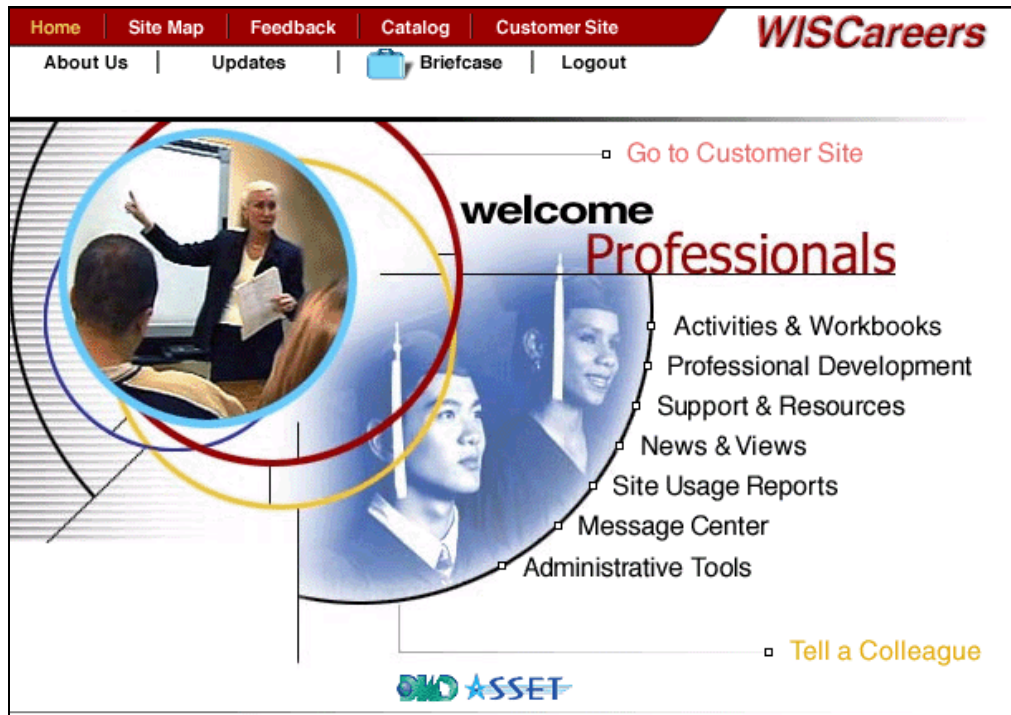 Home Site Map Feedback Catalog Customer Site
WISCareers
About Us Updates Briefcase Logout
Go to Customer Site
welcome
Professionals
Activities & Workbooks
Professional Development
Support & Resources
News & Views
Site Usage Reports
Message Center
Administrative Tools
Tell a Colleague
ASSET